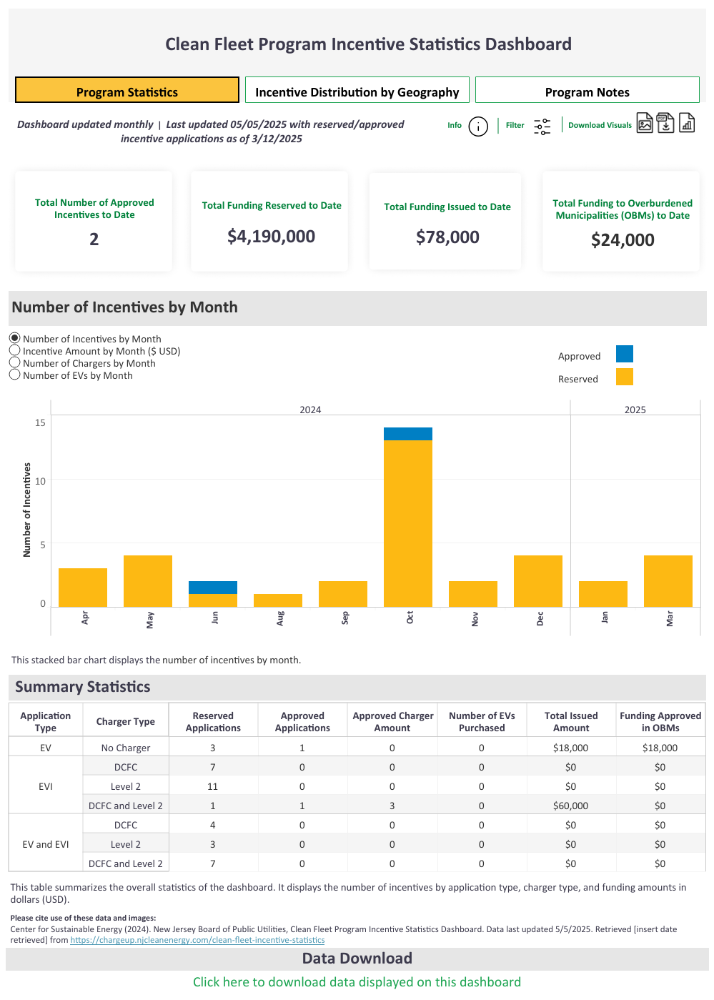 Clean Fleet Program Incentive Statistics Dashboard
Program Statistics
Incentive Distribution by Geography
Program Notes
Dashboard updated monthly | Last updated 05/05/2025 with reserved/approved
incentive applications as of 3/12/2025
Info
Filter
Download Visuals
PDF
Total Number of Approved
Incentives to Date
2
Total Funding Reserved to Date
$4,190,000
Total Funding Issued to Date
$78,000
Total Funding to Overburdened
Municipalities (OBMs) to Date
$24,000
Number of Incentives by Month
Number of Incentives by Month
Incentive Amount by Month ($ USD)
Number of Chargers by Month
Number of EVs by Month
Approved
Reserved
2024
2025
Number of Incentives
15
10
5
0
Apr
May
Jun
Aug
Sep
Oct
Nov
Dec
Jan
Mar
This stacked bar chart displays the number of incentives by month.
Summary Statistics
Application Type | Charger Type | Reserved Applications | Approved Applications | Approved Charger Amount | Number of EVs Purchased | Total Issued Amount | Funding Approved in OBMs
EV No Charger 3 1 0 0 $18,000 $18,000
EVI DCFC 7 0 0 0 $0 $0
Level 2 11 0 0 0 $0 $0
DCFC and Level 2 1 1 3 0 $60,000 $0
EV and EVI DCFC 4 0 0 0 $0 $0
Level 2 3 0 0 0 $0 $0
DCFC and Level 2 7 0 0 0 $0 $0
This table summarizes the overall statistics of the dashboard. It displays the number of incentives by application type, charger type, and funding amounts in
dollars (USD).
Please cite use of these data and images:
Center for Sustainable Energy (2024). New Jersey Board of Public Utilities, Clean Fleet Program Incentive Statistics Dashboard. Data last updated 5/5/2025. Retrieved [insert date
retrieved] from https://chargeup.njcleanenergy.com/clean-fleet-incentive-statistics
Data Download
Click here to download data displayed on this dashboard